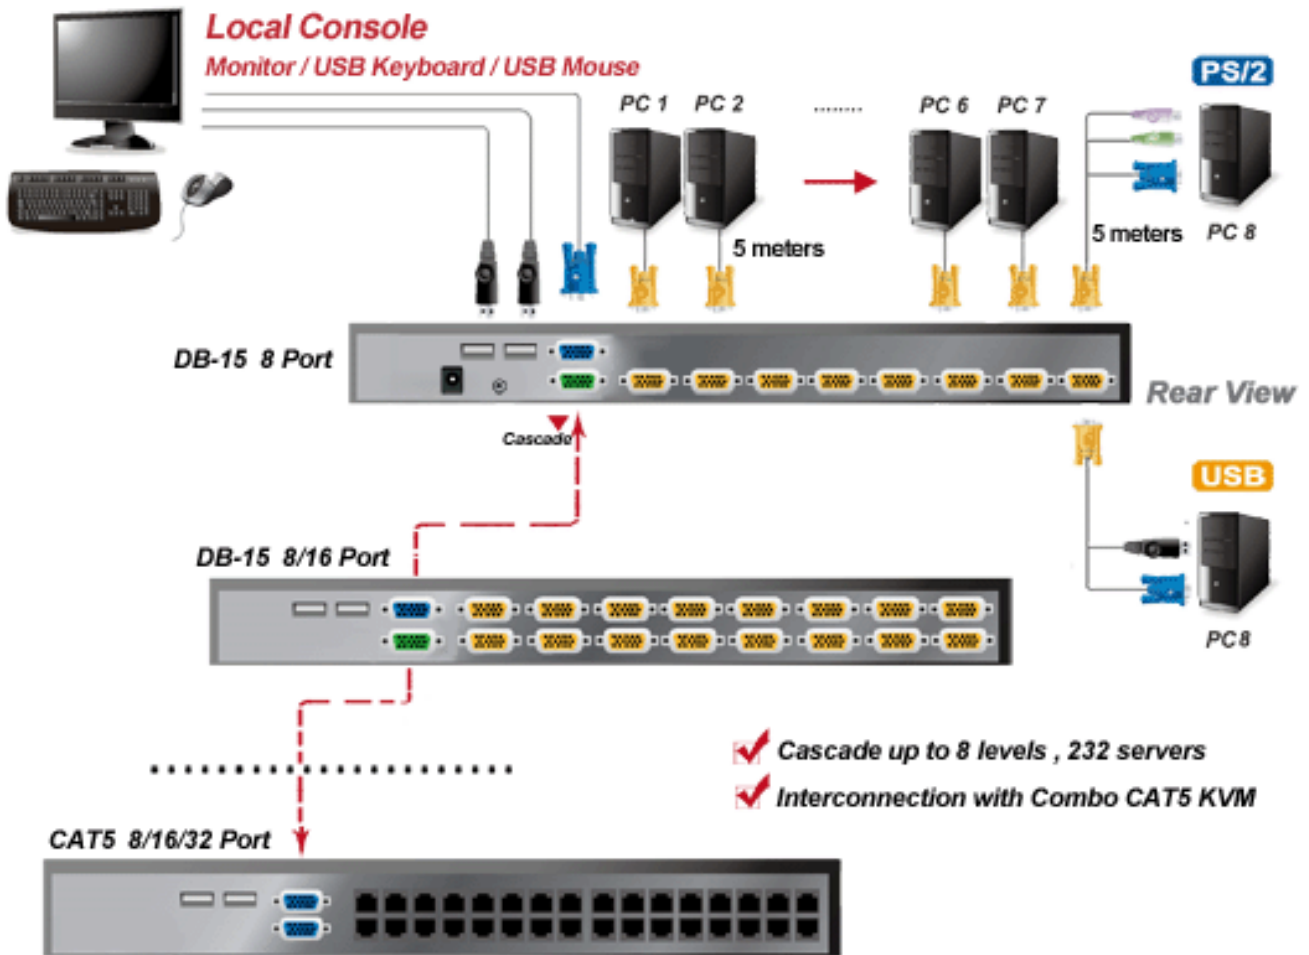 Local Console
Monitor / USB Keyboard / USB Mouse
PS/2
PC 1 PC 2 ........ PC 6 PC 7
5 meters
5 meters PC 8
DB-15 8 Port
Rear View
Cascade
USB
DB-15 8/16 Port
PC8
Cascade up to 8 levels , 232 servers
Interconnection with Combo CAT5 KVM
CAT5 8/16/32 Port